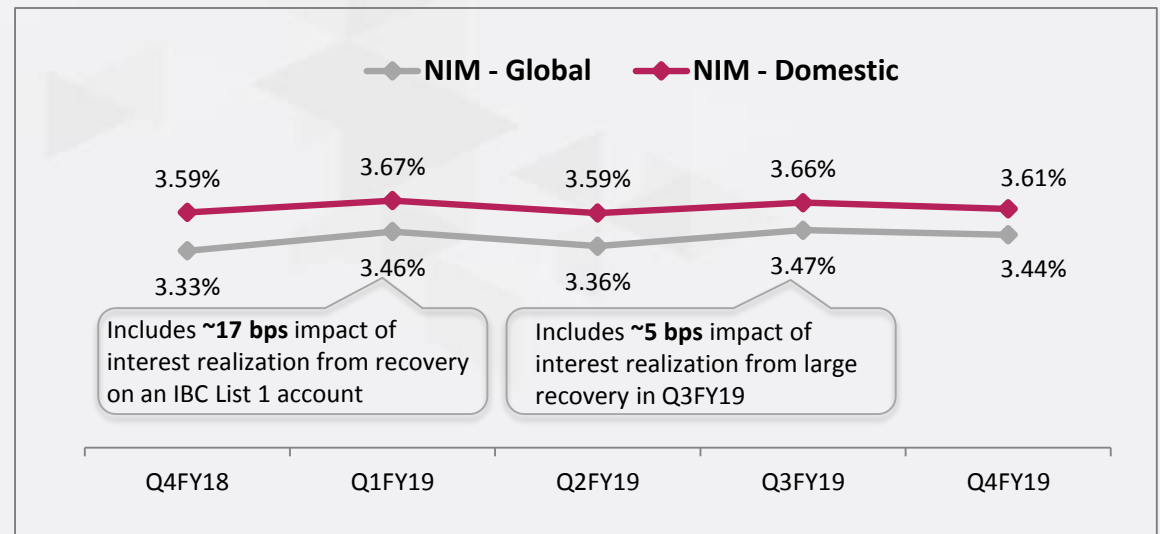 NIM - Global NIM - Domestic
3.59% 3.67% 3.59% 3.66% 3.61%
3.33% 3.46% 3.36% 3.47% 3.44%
Includes ~17 bps impact of
interest realization from recovery
on an IBC List 1 account
Includes ~5 bps impact of
interest realization from large
recovery in Q3FY19
Q4FY18 Q1FY19 Q2FY19 Q3FY19 Q4FY19